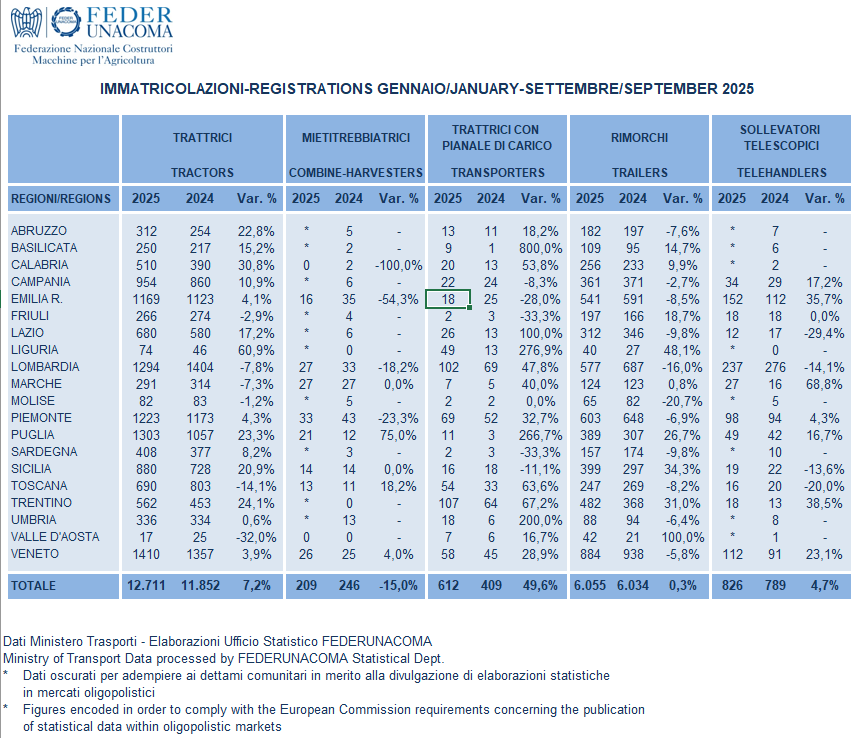 FEDER
UNACOMA
Federazione Nazionale Costruttori
Macchine per l'Agricoltura
IMMATRICOLAZIONI-REGISTRATIONS GENNAIO/JANUARY-SETTEMBRE/SEPTEMBER 2025
TRATTRICI MIETITREBBIATRICI TRATTRICI CON PIANALE DI CARICO RIMORCHI SOLLEVATORI TELESCOPICI
TRACTORS COMBINE-HARVESTERS TRANSPORTERS TRAILERS TELEHANDLERS
REGIONI/REGIONS 2025 2024 Var. % 2025 2024 Var. % 2025 2024 Var. % 2025 2024 Var. % 2025 2024 Var. %
ABRUZZO 312 254 22,8% * 5 - 13 11 18,2% 182 197 -7,6% * 7 -
BASILICATA 250 217 15,2% * 2 - 9 1 800,0% 109 95 14,7% * 6 -
CALABRIA 510 390 30,8% 0 2 -100,0% 20 13 53,8% 256 233 9,9% * 2 -
CAMPANIA 954 860 10,9% * 6 - 22 24 -8,3% 361 371 -2,7% 34 29 17,2%
EMILIA R. 1169 1123 4,1% 16 35 -54,3% 18 25 -28,0% 541 591 -8,5% 152 112 35,7%
FRIULI 266 274 -2,9% * 4 - 2 3 -33,3% 197 166 18,7% 18 18 0,0%
LAZIO 680 580 17,2% * 6 - 26 13 100,0% 312 346 -9,8% 12 17 -29,4%
LIGURIA 74 46 60,9% * 0 - 49 13 276,9% 40 27 48,1% * 0 -
LOMBARDIA 1294 1404 -7,8% 27 33 -18,2% 102 69 47,8% 577 687 -16,0% 237 276 -14,1%
MARCHE 291 314 -7,3% 27 27 0,0% 7 5 40,0% 124 123 0,8% 27 16 68,8%
MOLISE 82 83 -1,2% * 5 - 2 2 0,0% 65 82 -20,7% * 5 -
PIEMONTE 1223 1173 4,3% 33 43 -23,3% 69 52 32,7% 603 648 -6,9% 98 94 4,3%
PUGLIA 1303 1057 23,3% 21 12 75,0% 11 3 266,7% 389 307 26,7% 49 42 16,7%
SARDEGNA 408 377 8,2% * 3 - 2 3 -33,3% 157 174 -9,8% * 10 -
SICILIA 880 728 20,9% 14 14 0,0% 16 18 -11,1% 399 297 34,3% 19 22 -13,6%
TOSCANA 690 803 -14,1% 13 11 18,2% 54 33 63,6% 247 269 -8,2% 16 20 -20,0%
TRENTINO 562 453 24,1% * 0 - 107 64 67,2% 482 368 31,0% 18 13 38,5%
UMBRIA 336 334 0,6% * 13 - 18 6 200,0% 88 94 -6,4% * 8 -
VALLE D'AOSTA 17 25 -32,0% 0 0 - 7 6 16,7% 42 21 100,0% * 1 -
VENETO 1410 1357 3,9% 26 25 4,0% 58 45 28,9% 884 938 -5,8% 112 91 23,1%
TOTALE 12.711 11.852 7,2% 209 246 -15,0% 612 409 49,6% 6.055 6.034 0,3% 826 789 4,7%
Dati Ministero Trasporti - Elaborazioni Ufficio Statistico FEDERUNACOMA
Ministry of Transport Data processed by FEDERUNACOMA Statistical Dept.
* Dati oscurati per adempiere ai dettami comunitari in merito alla divulgazione di elaborazioni statistiche
in mercati oligopolistici
* Figures encoded in order to comply with the European Commission requirements concerning the publication
of statistical data within oligopolistic markets